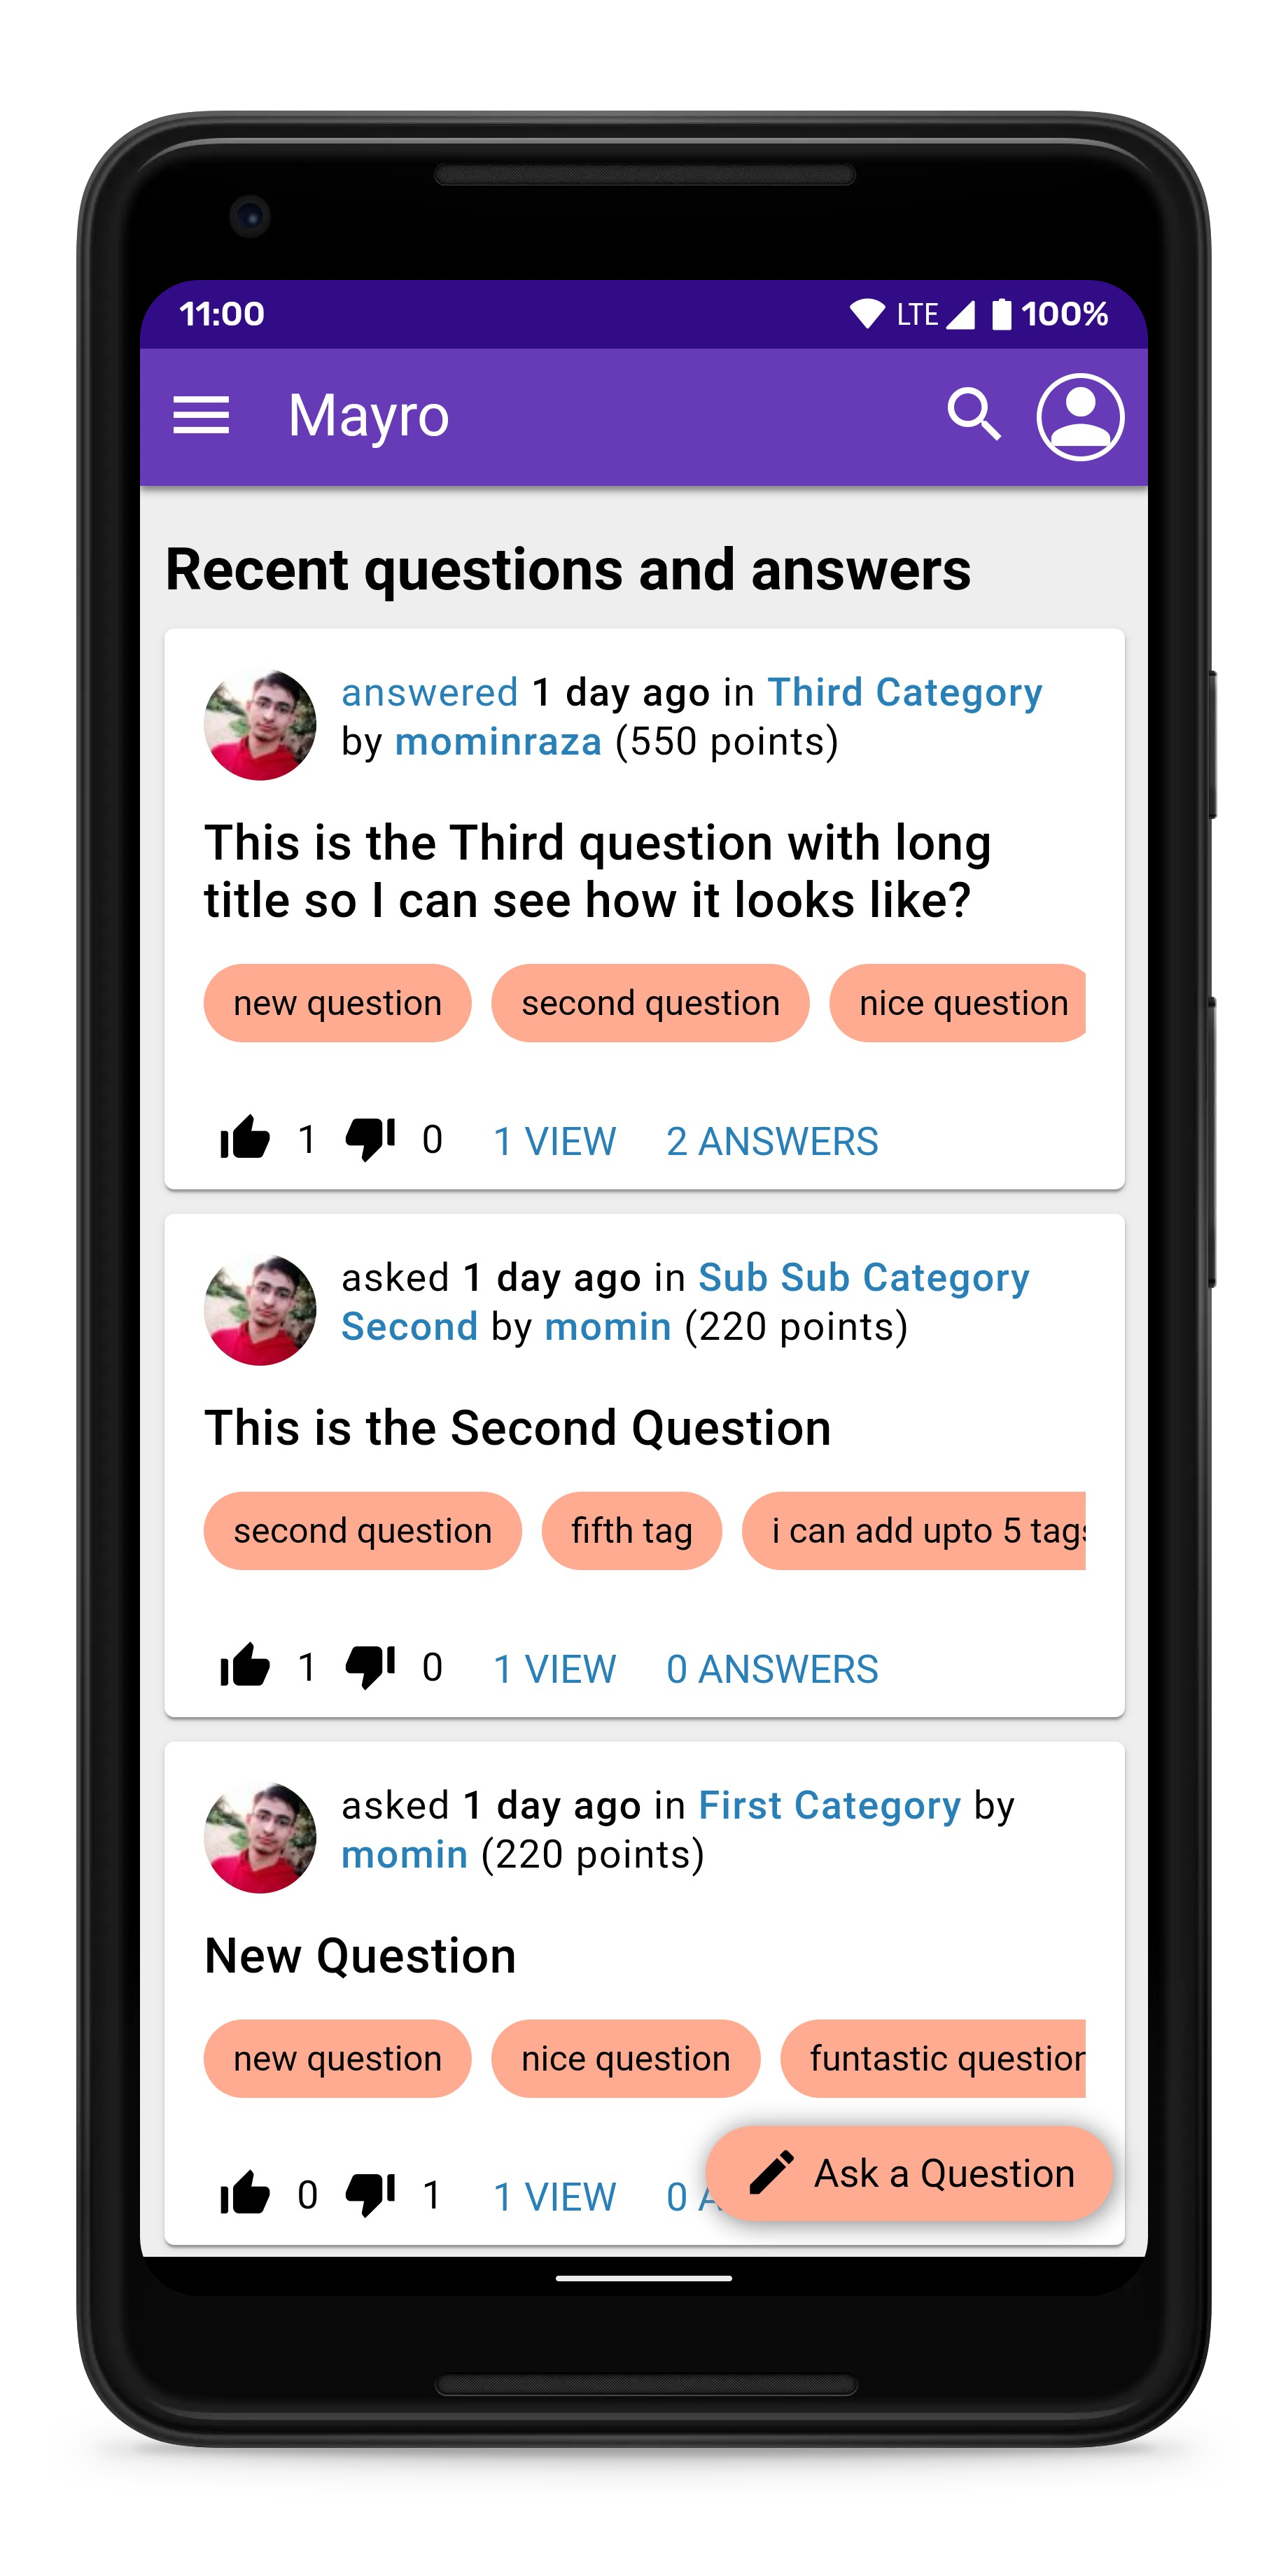 11:00 LTE 100%
Mayro
Recent questions and answers
answered 1 day ago in Third Category
by mominraza (550 points)
This is the Third question with long
title so I can see how it looks like?
new question second question nice question
1 0 1 VIEW 2 ANSWERS
asked 1 day ago in Sub Sub Category
Second by momin (220 points)
This is the Second Question
second question fifth tag i can add upto 5 tags
1 0 1 VIEW 0 ANSWERS
asked 1 day ago in First Category by
momin (220 points)
New Question
new question nice question funtastic question
0 1 1 VIEW 0 A
Ask a Question